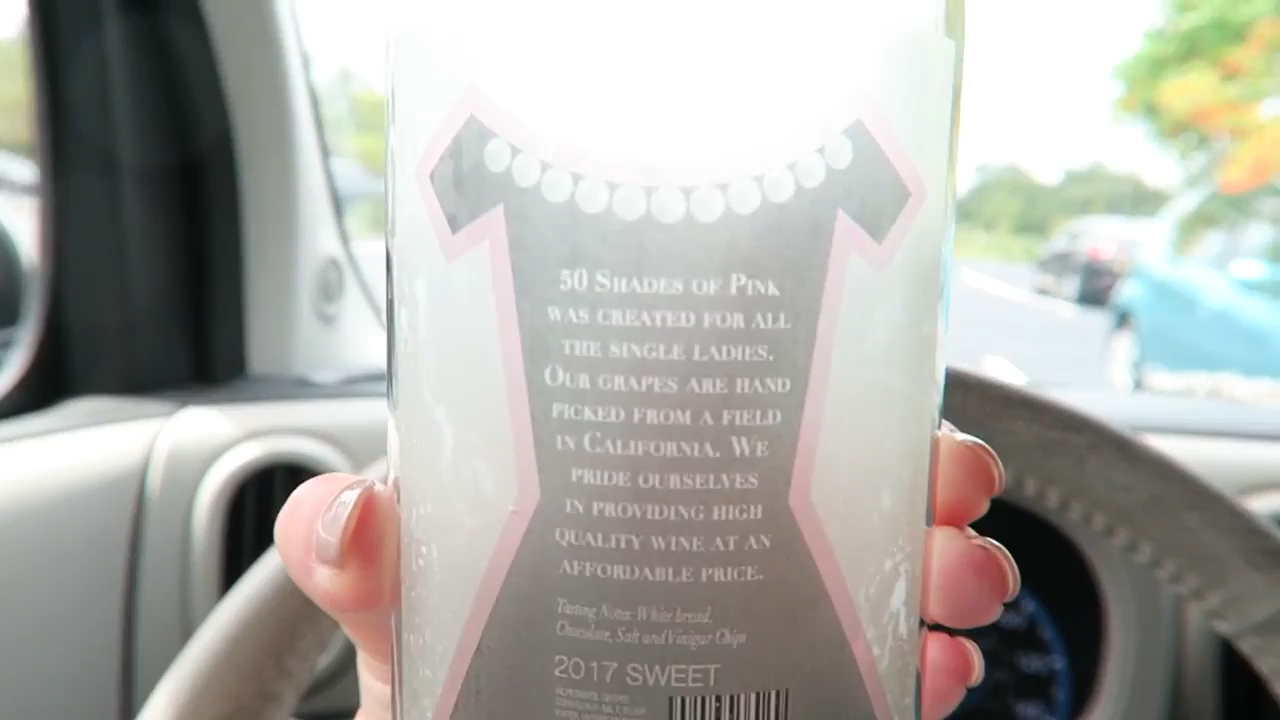 50 SHADES OF PINK
WAS CREATED FOR ALL
THE SINGLE LADIES.
OUR GRAPES ARE HAND
PICKED FROM A FIELD
IN CALIFORNIA. WE
PRIDE OURSELVES
IN PROVIDING HIGH
QUALITY WINE AT AN
AFFORDABLE PRICE.
Tasting Notes: White bread,
Chocolate, Salt and Vinigar Chips
2017 SWEET